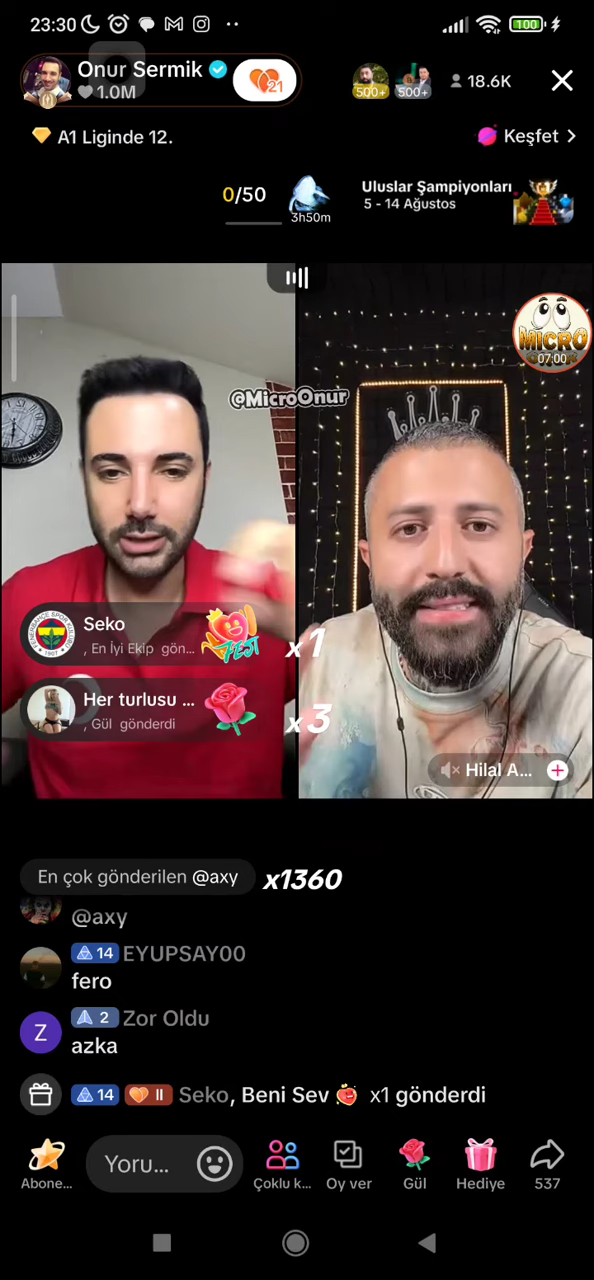 23:30
100
Onur Sermik
1.0M
21
500+
500+
18.6K
A1 Liginde 12.
Keşfet
0/50
3h50m
Uluslar Şampiyonları
5 - 14 Ağustos
MICRO
07:00
@MicroOnur
Seko
, En İyi Ekip gön...
x1
Her turlusu ...
, Gül gönderdi
x3
Hilal A...
En çok gönderilen @axy
x1360
@axy
14 EYUPSAY00
fero
Z
2 Zor Oldu
azka
14 II Seko, Beni Sev x1 gönderdi
Abone...
Yoru...
Çoklu k...
Oy ver
Gül
Hediye
537